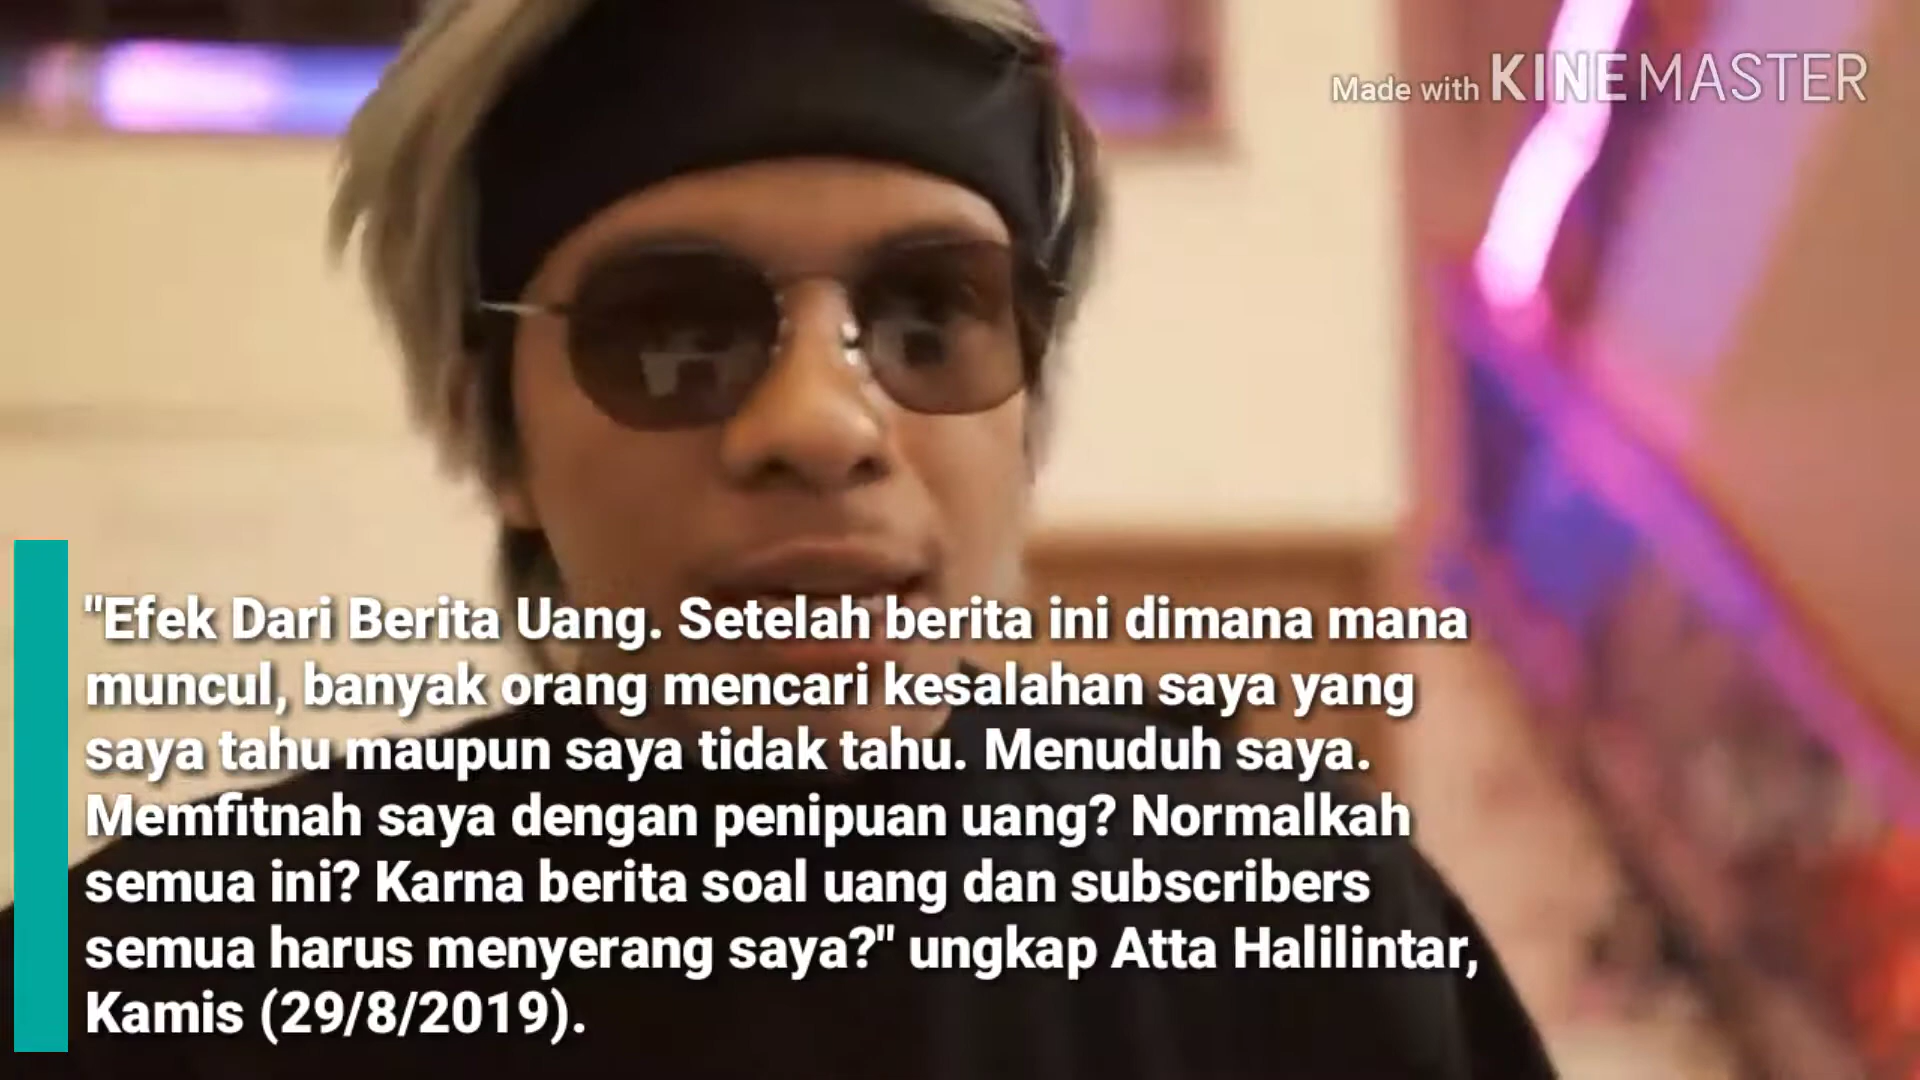 Made with KINEMASTER
"Efek Dari Berita Uang. Setelah berita ini dimana mana
muncul, banyak orang mencari kesalahan saya yang
saya tahu maupun saya tidak tahu. Menuduh saya.
Memfitnah saya dengan penipuan uang? Normalkah
semua ini? Karna berita soal uang dan subscribers
semua harus menyerang saya?" ungkap Atta Halilintar,
Kamis (29/8/2019).